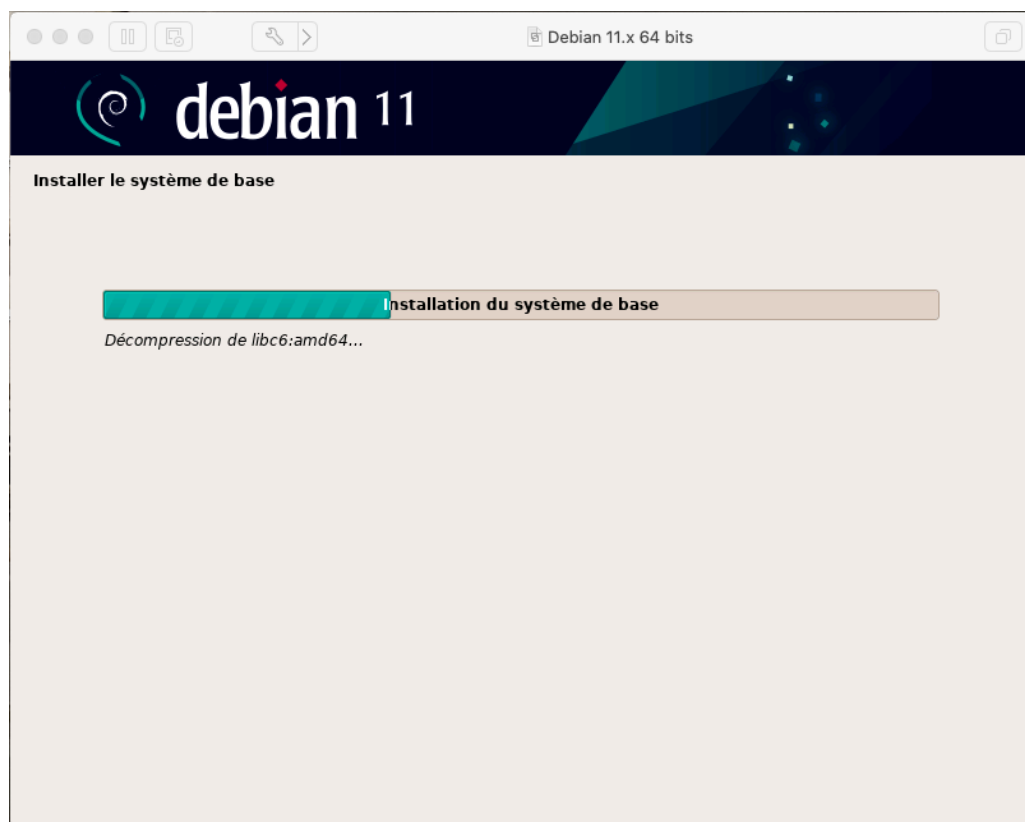 Debian 11.x 64 bits
debian 11
Installer le système de base
Installation du système de base
Décompression de libc6:amd64...